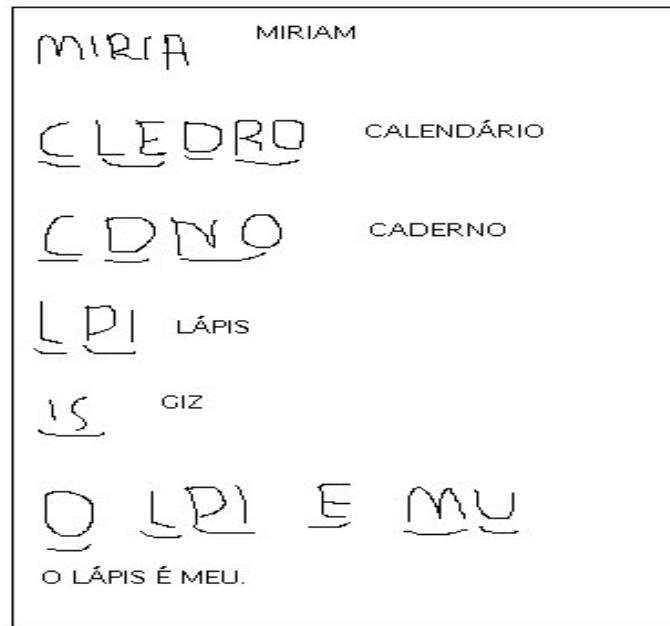 MIRIA MIRIAM
CLEDRO CALENDÁRIO
CDNO CADERNO
LPI LÁPIS
IS GIZ
O LPI E MU
O LÁPIS É MEU.